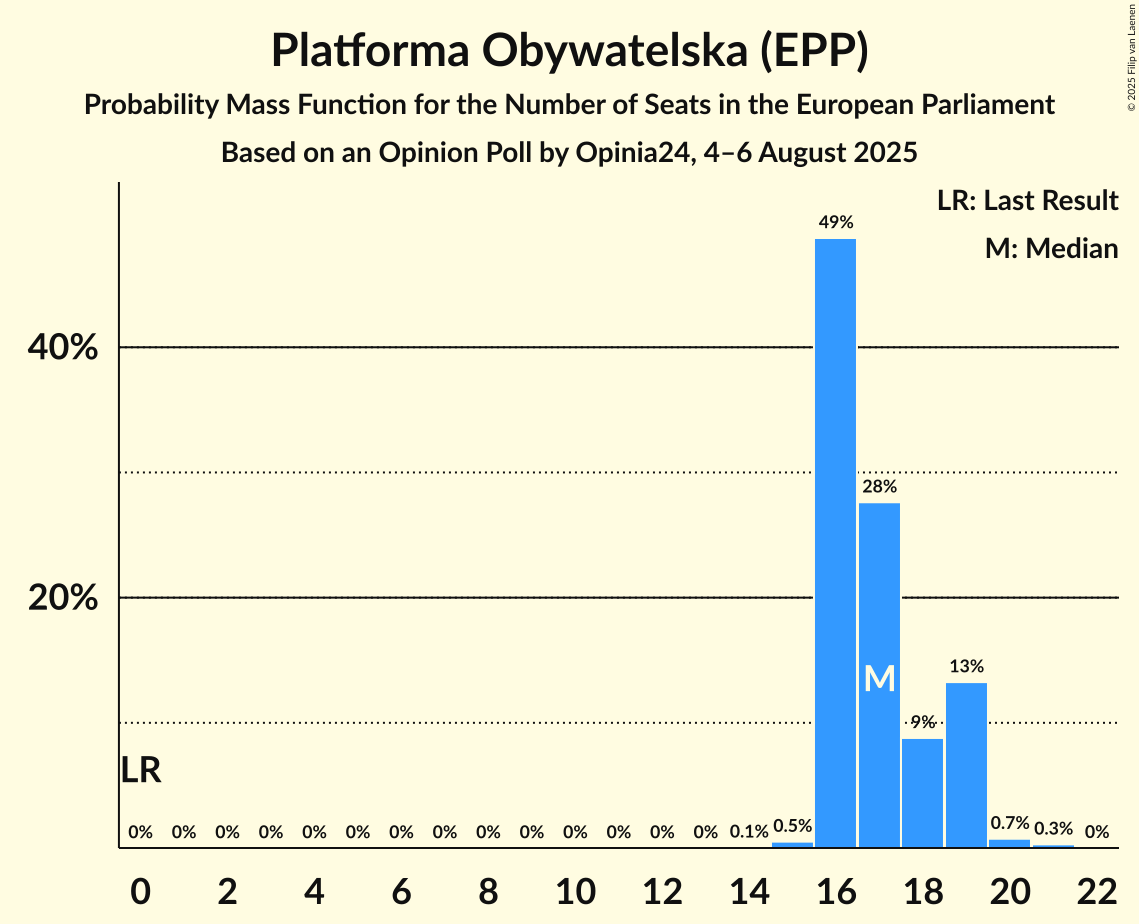 Platforma Obywatelska (EPP)
Probability Mass Function for the Number of Seats in the European Parliament
Based on an Opinion Poll by Opinia24, 4–6 August 2025
© 2025 Filip van Laenen
LR: Last Result
M: Median
49%
40%
28%
20%
M
13%
9%
LR
0% 0% 0% 0% 0% 0% 0% 0% 0% 0% 0% 0% 0% 0% 0.1% 0.5% 0.7% 0.3% 0%
0 2 4 6 8 10 12 14 16 18 20 22